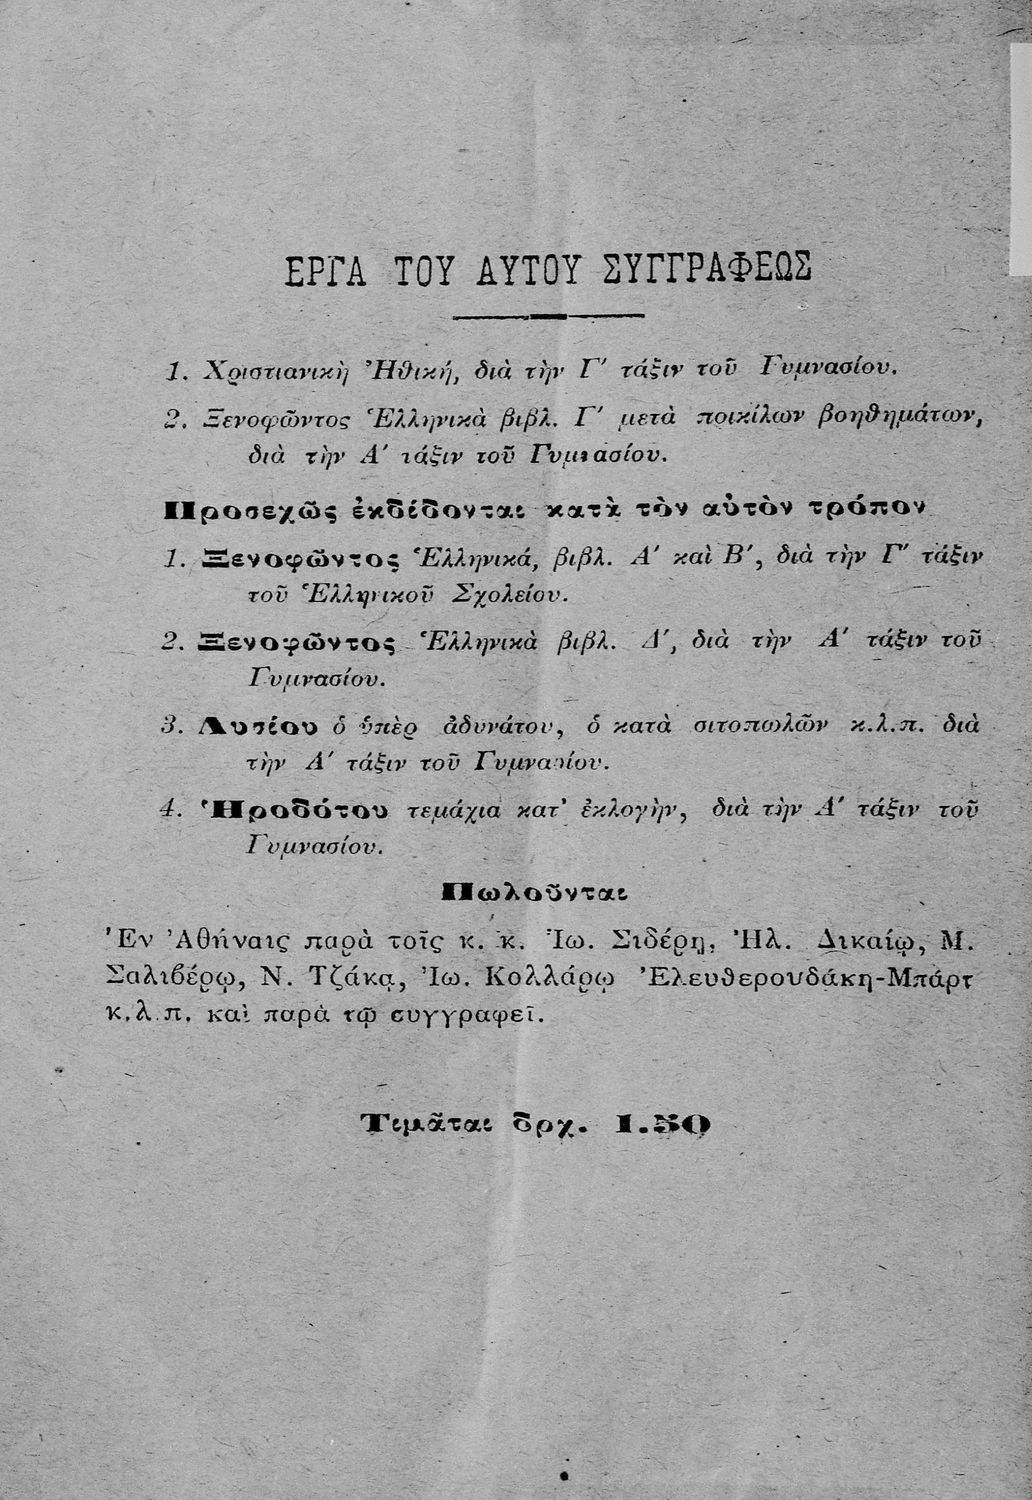 ΕΡΓΑ ΤΟΥ ΑΥΤΟΥ ΣΥΓΓΡΑΦΕΩΣ
1. Χριστιανικὴ Ἠθική, διὰ τὴν Γ΄ τάξιν τοῦ Γυμνασίου.
2. Ξενοφῶντος Ἑλληνικὰ βιβλ. Γ΄ μετὰ ποικίλων βοηθημάτων,
διὰ τὴν Α΄ τάξιν τοῦ Γυμνασίου.
Προσεχῶς ἐκδίδονται κατὰ τὸν αὐτὸν τρόπον
1. Ξενοφῶντος Ἑλληνικά, βιβλ. Α΄ καὶ Β΄, διὰ τὴν Γ΄ τάξιν
τοῦ Ἑλληνικοῦ Σχολείου.
2. Ξενοφῶντος Ἑλληνικὰ βιβλ. Δ΄, διὰ τὴν Α΄ τάξιν τοῦ
Γυμνασίου.
3. Λυσίου ὁ ὑπὲρ ἀδυνάτου, ὁ κατὰ σιτοπωλῶν κ.λ.π. διὰ
τὴν Α΄ τάξιν τοῦ Γυμνασίου.
4. Ἡροδότου τεμάχια κατ' ἐκλογὴν, διὰ τὴν Α΄ τάξιν τοῦ
Γυμνασίου.
Πωλοῦνται
Ἐν Ἀθήναις παρὰ τοῖς κ. κ. Ἰω. Σιδέρῃ, Ἠλ. Δικαίῳ, Μ.
Σαλιβέρῳ, Ν. Τζάκᾳ, Ἰω. Κολλάρῳ Ἐλευθερουδάκη-Μπάρτ
κ.λ.π. καὶ παρὰ τῷ συγγραφεῖ.
Τιμᾶται δρχ. 1.50